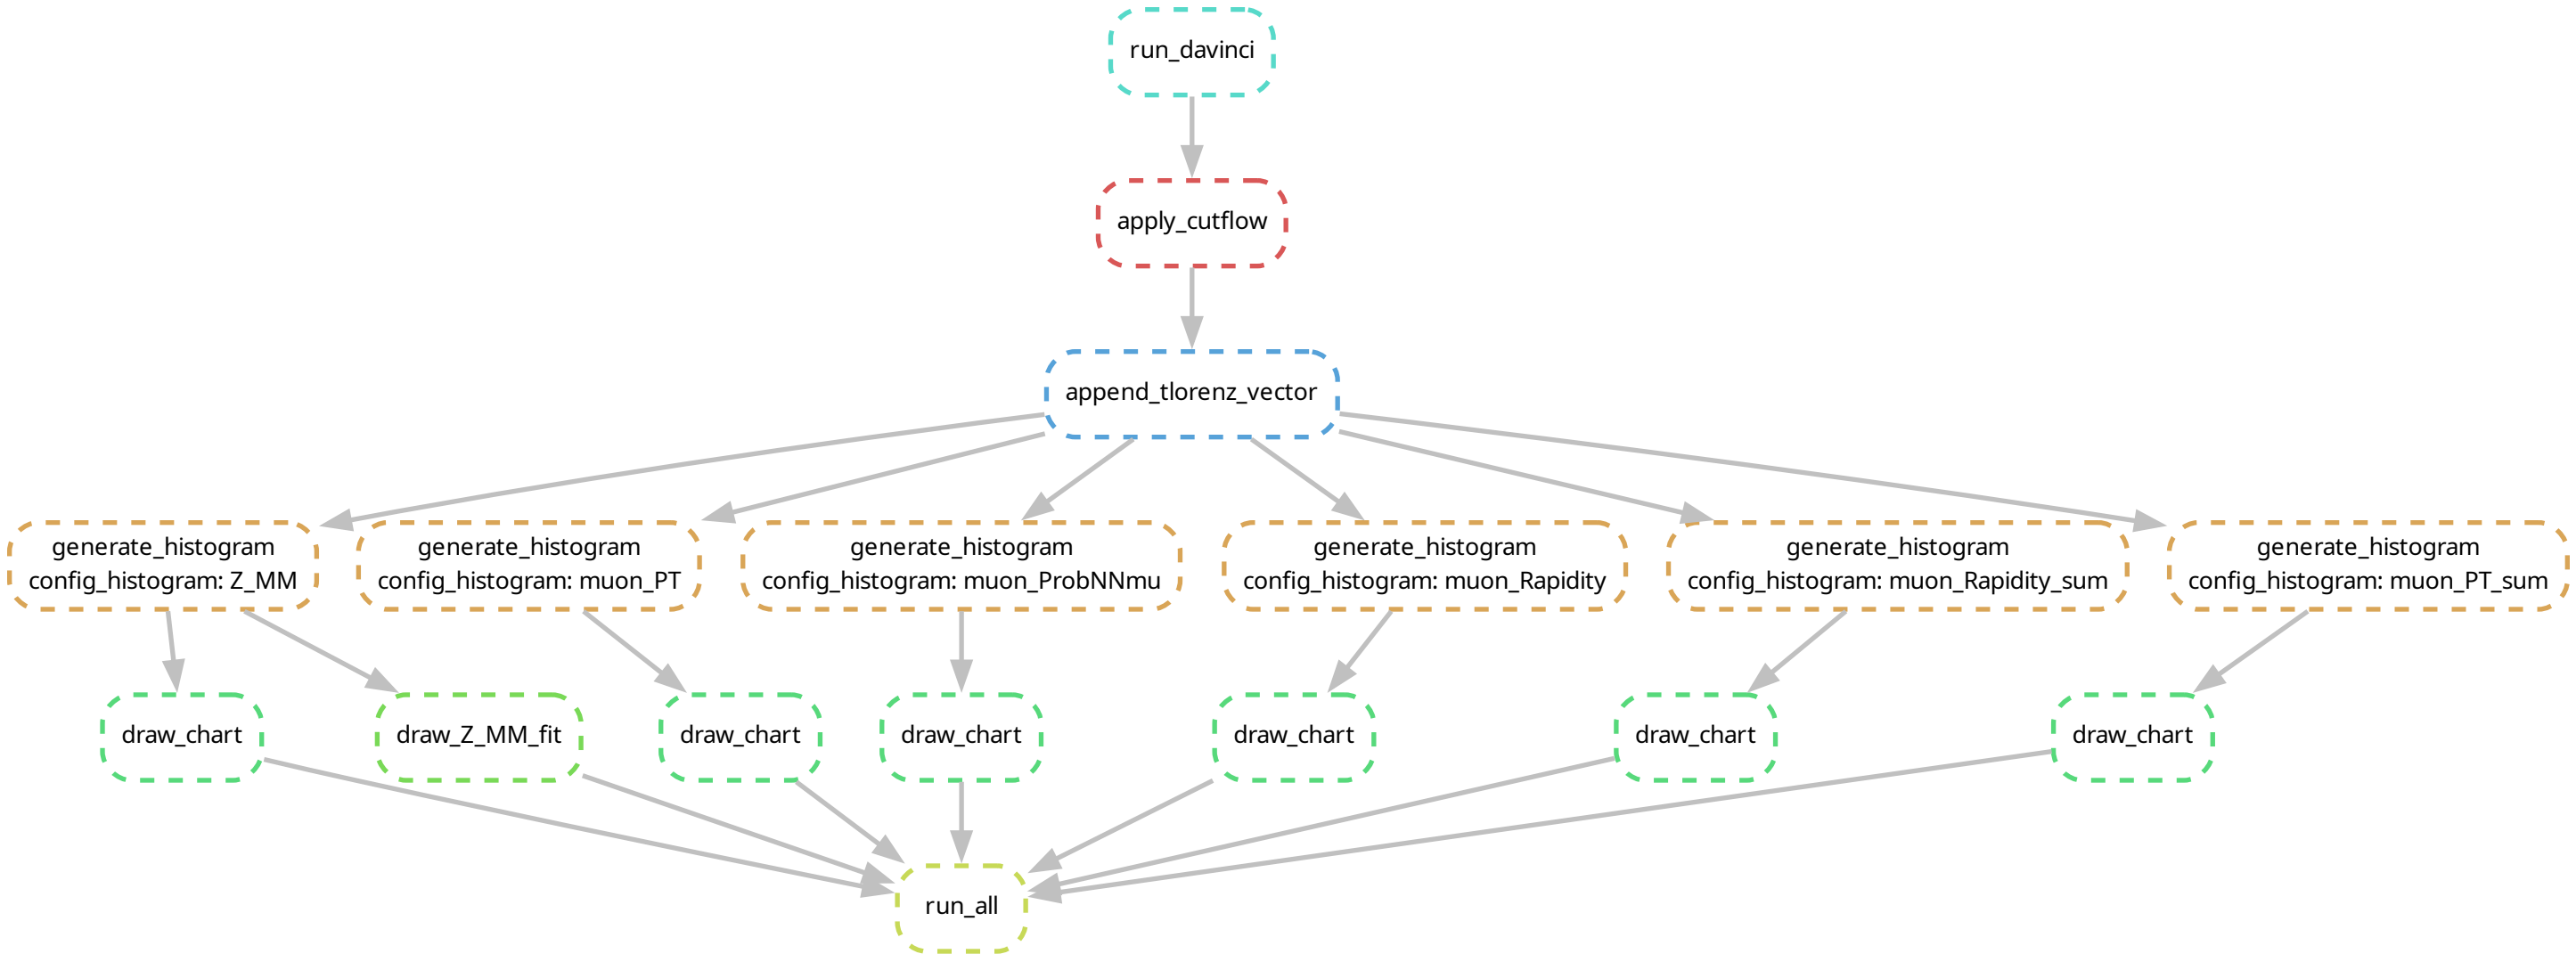 run_davinci
apply_cutflow
append_tlorenz_vector
generate_histogram
config_histogram: Z_MM
generate_histogram
config_histogram: muon_PT
generate_histogram
config_histogram: muon_ProbNNmu
generate_histogram
config_histogram: muon_Rapidity
generate_histogram
config_histogram: muon_Rapidity_sum
generate_histogram
config_histogram: muon_PT_sum
draw_chart
draw_Z_MM_fit
draw_chart
draw_chart
draw_chart
draw_chart
draw_chart
run_all